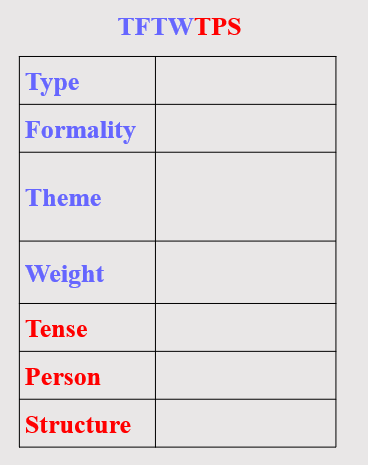 TFTWTPS
Type
Formality
Theme
Weight
Tense
Person
Structure